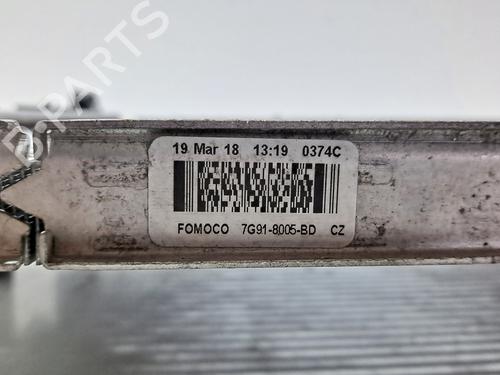 B-PARTS
19 Mar 18 13:19 0374C
FOMOCO 7G91-8005-BD CZ